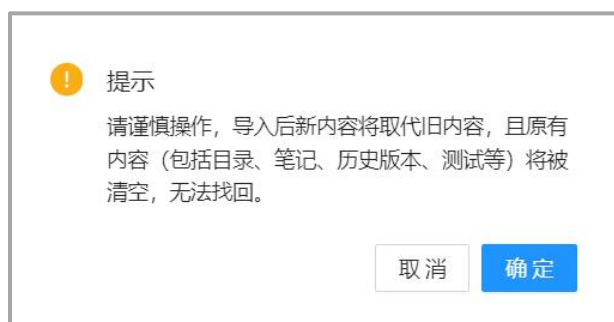 提示
请谨慎操作，导入后新内容将取代旧内容，且原有
内容（包括目录、笔记、历史版本、测试等）将被
清空，无法找回。
取消 确定